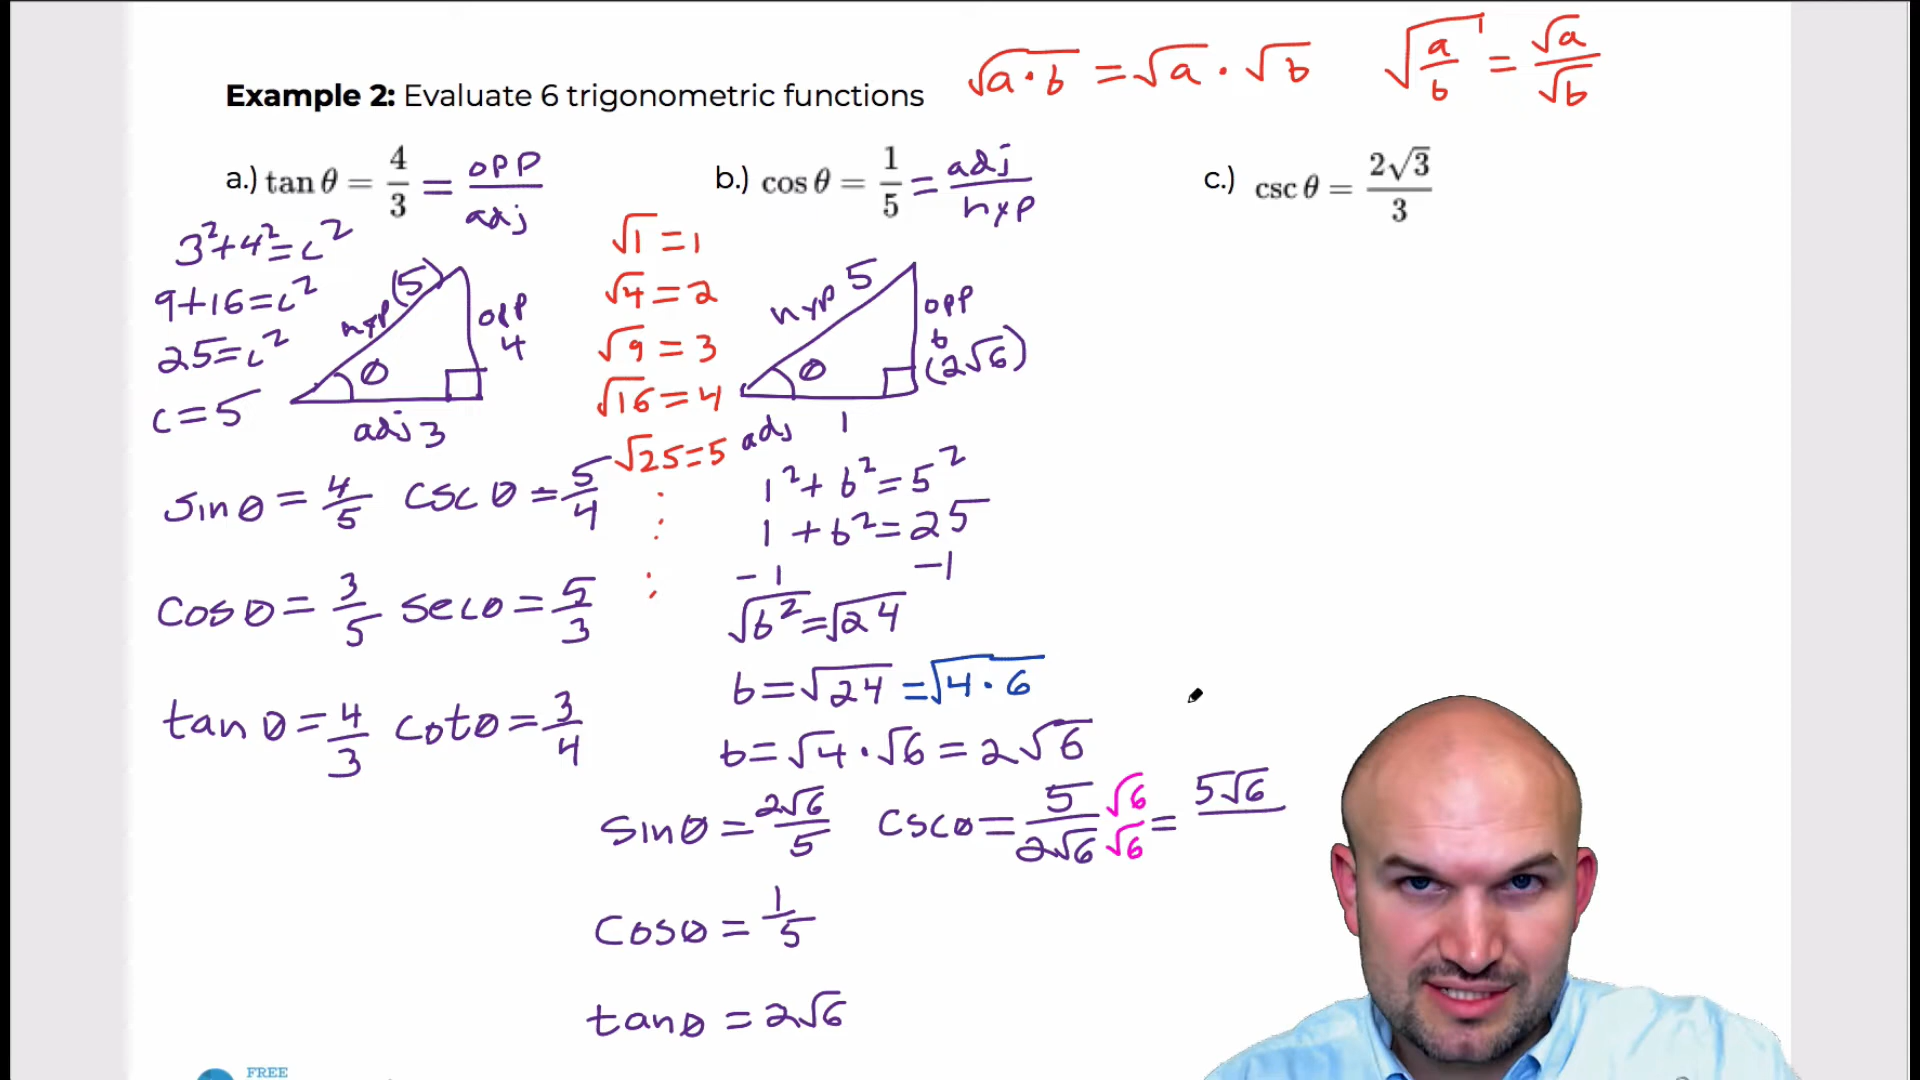 Example 2: Evaluate 6 trigonometric functions
√(a·b) = √a · √b
√(a/b) = √a/√b
a.) tan θ = 4/3 = opp/adj
3² + 4² = c²
9 + 16 = c²
25 = c²
c = 5
hyp (5)
opp 4
θ
adj 3
sin θ = 4/5 csc θ = 5/4
cos θ = 3/5 sec θ = 5/3
tan θ = 4/3 cot θ = 3/4
√1 = 1
√4 = 2
√9 = 3
√16 = 4
√25 = 5
⋮
b.) cos θ = 1/5 = adj/hyp
hyp 5
opp
b
(2√6)
θ
adj 1
1² + b² = 5²
1 + b² = 25
-1 -1
√b² = √24
b = √24 = √4·6
b = √4 · √6 = 2√6
sin θ = 2√6/5 csc θ = 5/2√6 √6/√6 = 5√6
cos θ = 1/5
tan θ = 2√6
c.) csc θ = 2√3/3
FREE